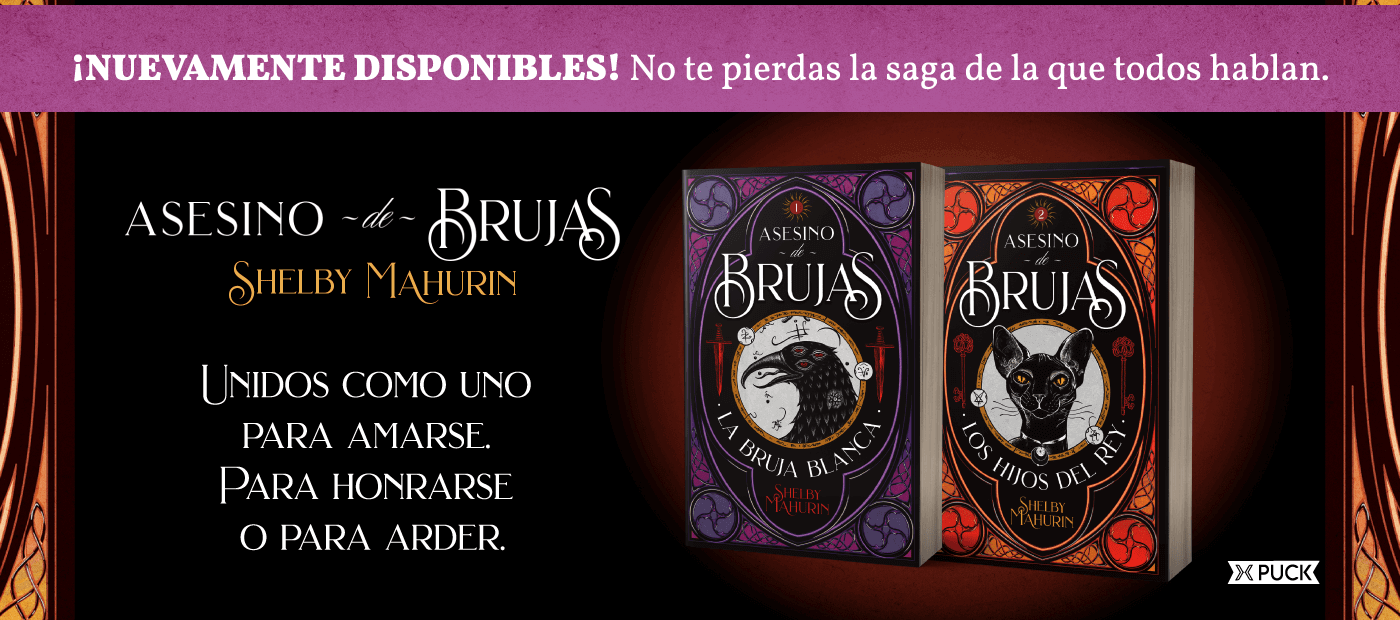 ¡NUEVAMENTE DISPONIBLES! No te pierdas la saga de la que todos hablan.
ASESINO ~de~ BRUJAS
SHELBY MAHURIN
UNIDOS COMO UNO
PARA AMARSE.
PARA HONRARSE
O PARA ARDER.
1
ASESINO
~de~
BRUJAS
LA BRUJA BLANCA
SHELBY
MAHURIN
2
ASESINO
~de~
BRUJAS
LOS HIJOS DEL REY
SHELBY
MAHURIN
PUCK